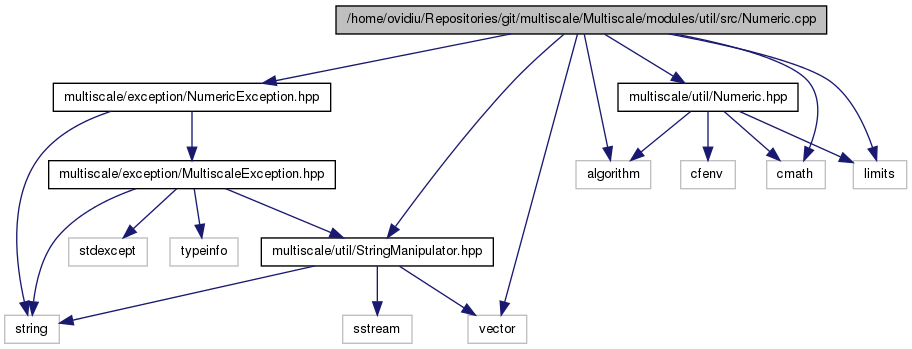 /home/ovidiu/Repositories/git/multiscale/Multiscale/modules/util/src/Numeric.cpp
multiscale/exception/NumericException.hpp
multiscale/util/Numeric.hpp
multiscale/exception/MultiscaleException.hpp
algorithm
cfenv
cmath
limits
stdexcept
typeinfo
multiscale/util/StringManipulator.hpp
string
sstream
vector